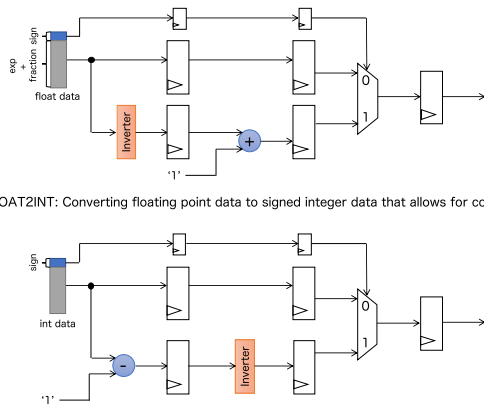 exp
+
fraction sign
float data
Inverter
+
'1'
0
1
OAT2INT: Converting floating point data to signed integer data that allows for co
sign
int data
-
'1'
Inverter
0
1